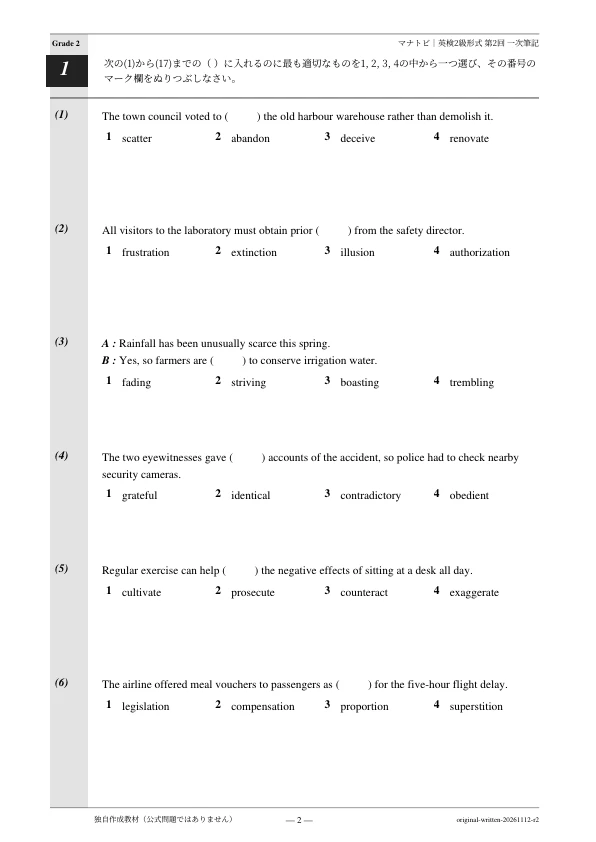 Grade 2
マナトビ｜英検2級形式 第2回 一次筆記
1
次の(1)から(17)までの（ ）に入れるのに最も適切なものを1, 2, 3, 4の中から一つ選び、その番号の
マーク欄をぬりつぶしなさい。
(1)
The town council voted to (　　) the old harbour warehouse rather than demolish it.
1 scatter 2 abandon 3 deceive 4 renovate
(2)
All visitors to the laboratory must obtain prior (　　) from the safety director.
1 frustration 2 extinction 3 illusion 4 authorization
(3)
A : Rainfall has been unusually scarce this spring.
B : Yes, so farmers are (　　) to conserve irrigation water.
1 fading 2 striving 3 boasting 4 trembling
(4)
The two eyewitnesses gave (　　) accounts of the accident, so police had to check nearby
security cameras.
1 grateful 2 identical 3 contradictory 4 obedient
(5)
Regular exercise can help (　　) the negative effects of sitting at a desk all day.
1 cultivate 2 prosecute 3 counteract 4 exaggerate
(6)
The airline offered meal vouchers to passengers as (　　) for the five-hour flight delay.
1 legislation 2 compensation 3 proportion 4 superstition
独自作成教材（公式問題ではありません）
— 2 —
original-written-20261112-r2